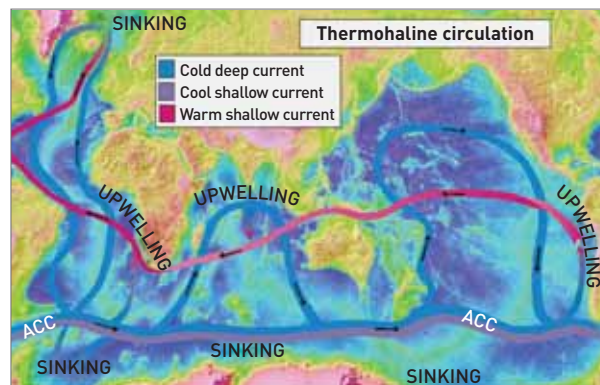 SINKING
Thermohaline circulation
Cold deep current
Cool shallow current
Warm shallow current
UPWELLING
UPWELLING
UPWELLING
ACC
ACC
SINKING
SINKING
SINKING